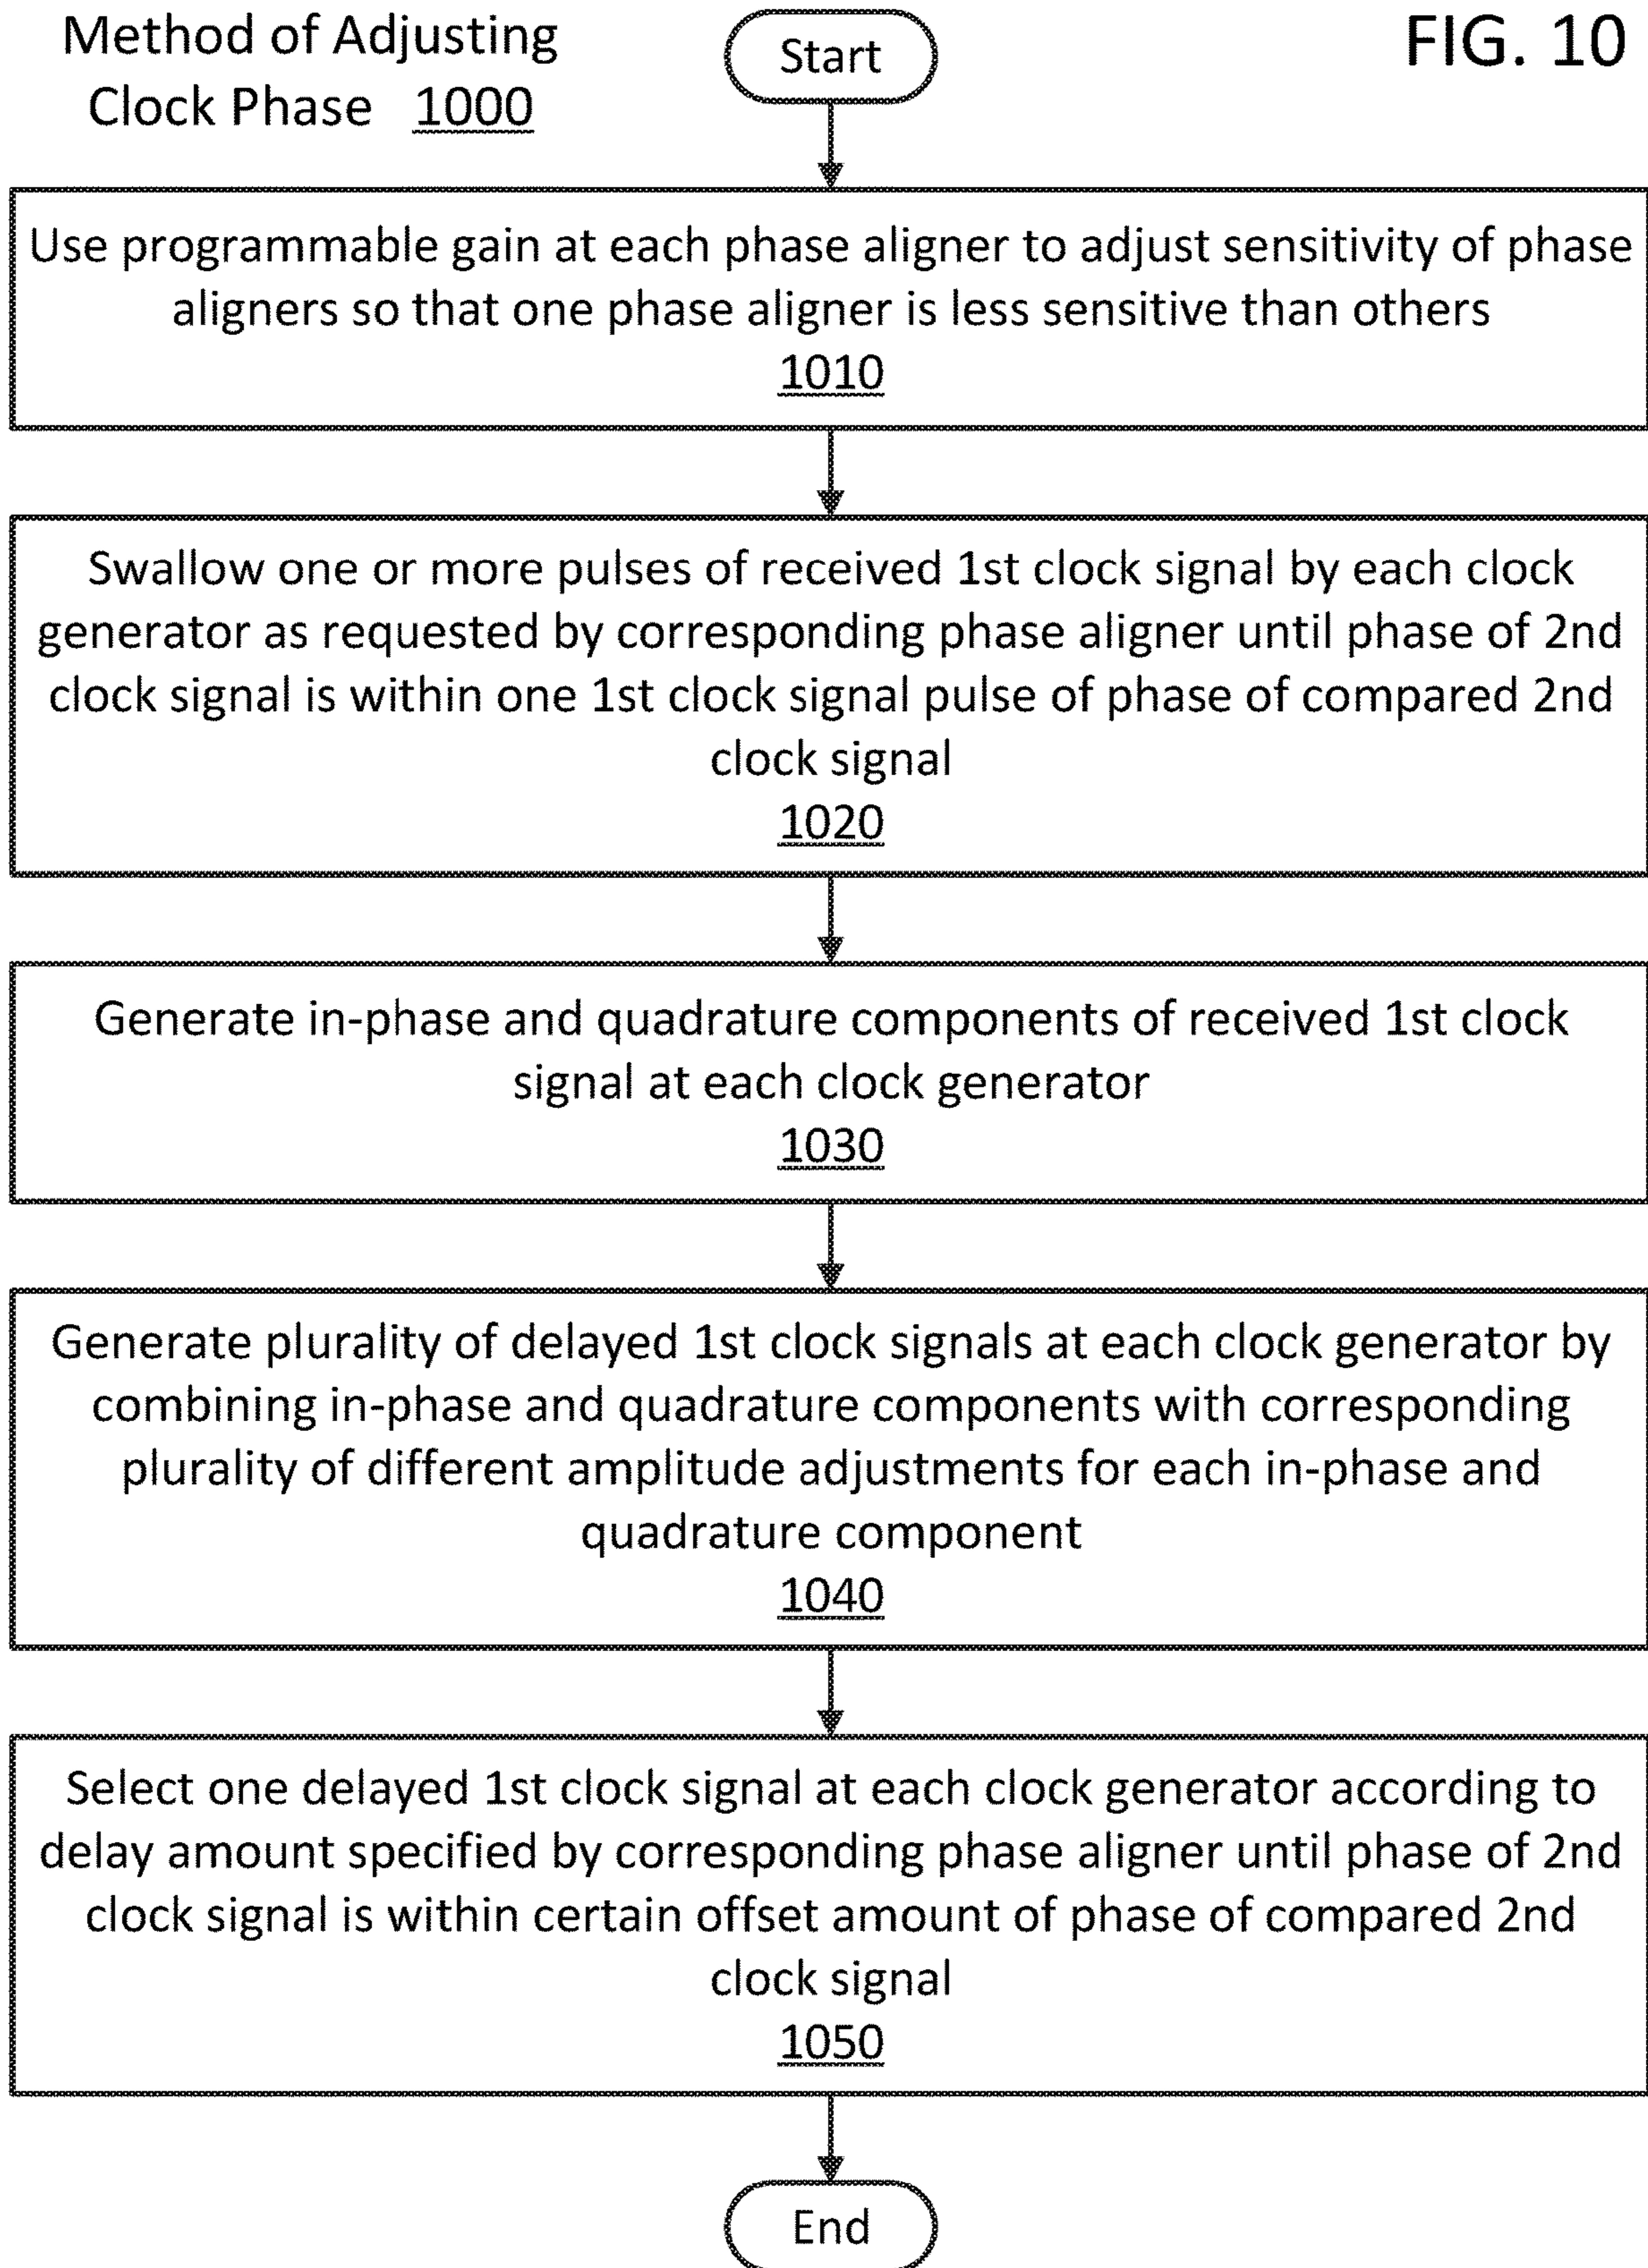 Method of Adjusting
Clock Phase 1000
FIG. 10
Start
Use programmable gain at each phase aligner to adjust sensitivity of phase
aligners so that one phase aligner is less sensitive than others
1010
Swallow one or more pulses of received 1st clock signal by each clock
generator as requested by corresponding phase aligner until phase of 2nd
clock signal is within one 1st clock signal pulse of phase of compared 2nd
clock signal
1020
Generate in-phase and quadrature components of received 1st clock
signal at each clock generator
1030
Generate plurality of delayed 1st clock signals at each clock generator by
combining in-phase and quadrature components with corresponding
plurality of different amplitude adjustments for each in-phase and
quadrature component
1040
Select one delayed 1st clock signal at each clock generator according to
delay amount specified by corresponding phase aligner until phase of 2nd
clock signal is within certain offset amount of phase of compared 2nd
clock signal
1050
End